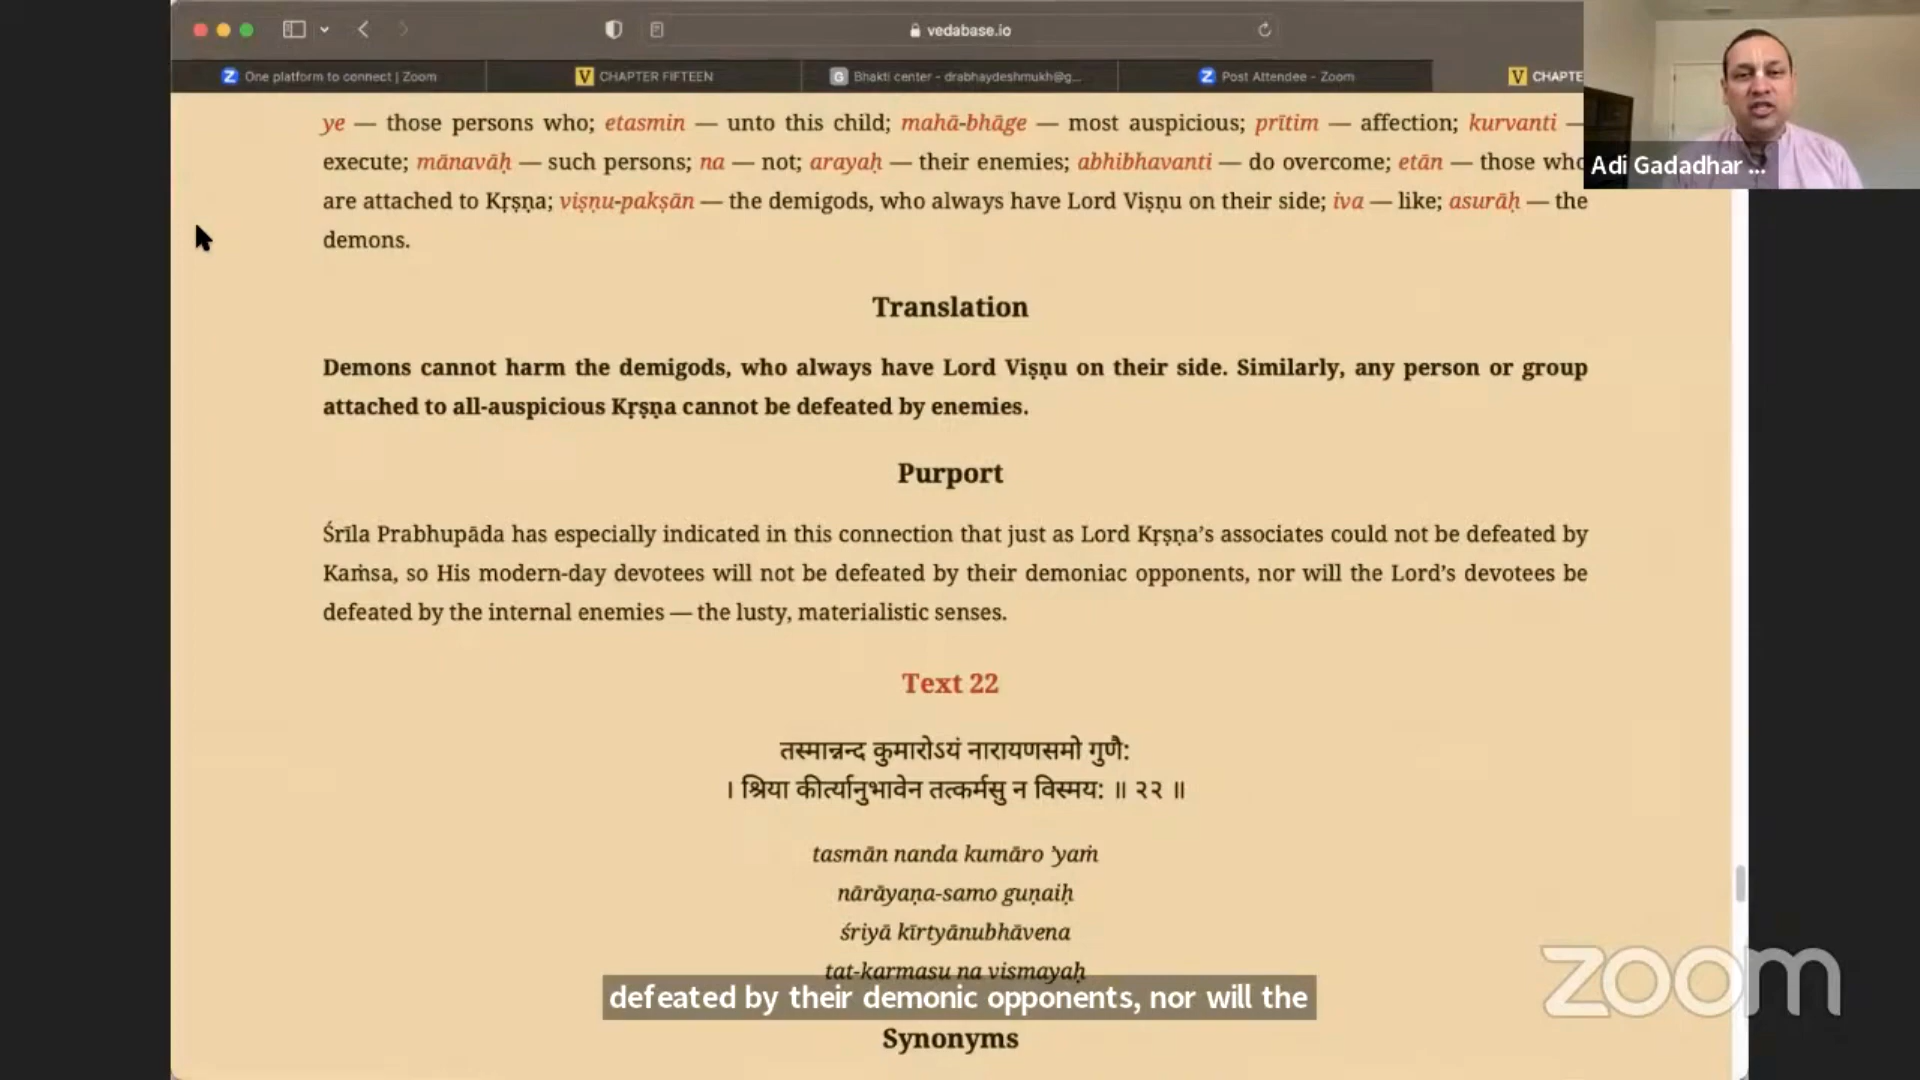 vedabase.io
One platform to connect | Zoom
CHAPTER FIFTEEN
Bhakti center - drabhaydeshmukh@g...
Post Attendee - Zoom
CHAPTE
ye — those persons who; etasmin — unto this child; mahā-bhāge — most auspicious; prītim — affection; kurvanti —
execute; mānavāḥ — such persons; na — not; arayaḥ — their enemies; abhibhavanti — do overcome; etān — those who
Adi Gadadhar ...
are attached to Kṛṣṇa; viṣṇu-pakṣān — the demigods, who always have Lord Viṣṇu on their side; iva — like; asurāḥ — the
demons.
Translation
Demons cannot harm the demigods, who always have Lord Viṣṇu on their side. Similarly, any person or group
attached to all-auspicious Kṛṣṇa cannot be defeated by enemies.
Purport
Śrīla Prabhupāda has especially indicated in this connection that just as Lord Kṛṣṇa’s associates could not be defeated by
Kaṁsa, so His modern-day devotees will not be defeated by their demoniac opponents, nor will the Lord’s devotees be
defeated by the internal enemies — the lusty, materialistic senses.
Text 22
तस्मान्नन्द कुमारोऽयं नारायणसमो गुणै:
। श्रिया कीर्त्यानुभावेन तत्कर्मसु न विस्मय: ॥ २२ ॥
tasmān nanda kumāro ’yaṁ
nārāyaṇa-samo guṇaiḥ
śriyā kīrtyānubhāvena
tat-karmasu na vismayaḥ
defeated by their demonic opponents, nor will the
zoom
Synonyms